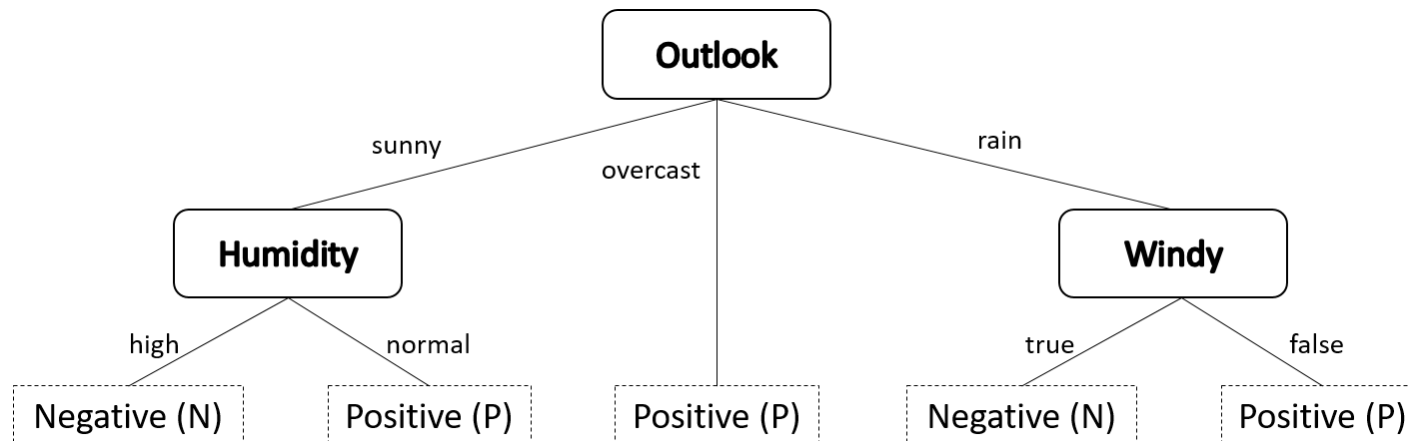 Outlook
sunny
overcast
rain
Humidity
Windy
high
normal
true
false
Negative (N)
Positive (P)
Positive (P)
Negative (N)
Positive (P)